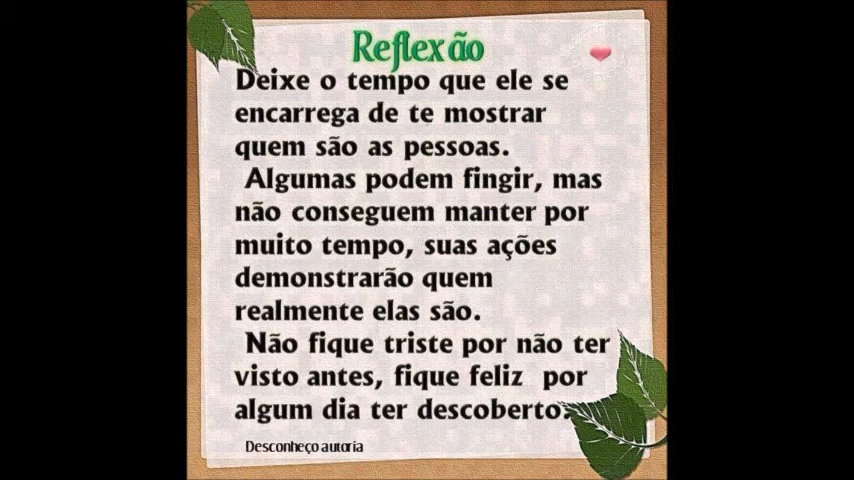 Reflexão
Deixe o tempo que ele se
encarrega de te mostrar
quem são as pessoas.
Algumas podem fingir, mas
não conseguem manter por
muito tempo, suas ações
demonstrarão quem
realmente elas são.
Não fique triste por não ter
visto antes, fique feliz por
algum dia ter descoberto.
Desconheço autoria